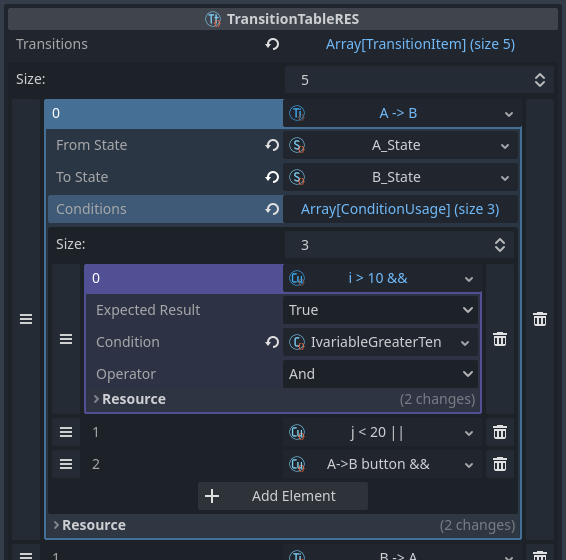 TransitionTableRES
Transitions Array[TransitionItem] (size 5)
Size: 5
0 A -> B
From State A_State
To State B_State
Conditions Array[ConditionUsage] (size 3)
Size: 3
0 i > 10 &&
Expected Result True
Condition IvariableGreaterTen
Operator And
Resource (2 changes)
1 j < 20 ||
2 A->B button &&
Add Element
Resource (2 changes)
1 B -> A